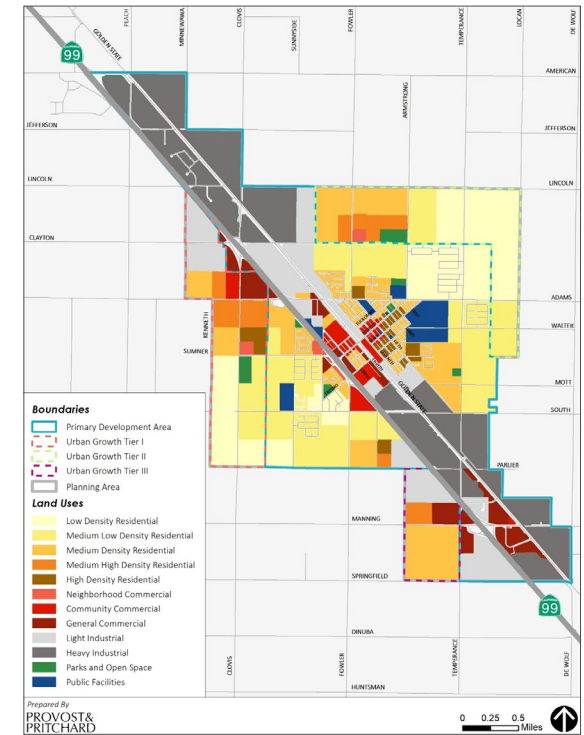 PEACH
MINNEWAWA
CLOVIS
SUNNYSIDE
FOWLER
TEMPERANCE
LOCAN
DE WOLF
GOLDEN STATE
99
AMERICAN
ARMSTRONG
JEFFERSON
JEFFERSON
LINCOLN
LINCOLN
CLAYTON
ADAMS
KENNETH
WALTER
SUMNER
MOTT
GOLDEN STATE
SOUTH
PARLIER
MANNING
SPRINGFIELD
99
DINUBA
CLOVIS
FOWLER
TEMPERANCE
DE WOLF
HUNTSMAN
Boundaries
Primary Development Area
Urban Growth Tier I
Urban Growth Tier II
Urban Growth Tier III
Planning Area
Land Uses
Low Density Residential
Medium Low Density Residential
Medium Density Residential
Medium High Density Residential
High Density Residential
Neighborhood Commercial
Community Commercial
General Commercial
Light Industrial
Heavy Industrial
Parks and Open Space
Public Facilities
Prepared By
PROVOST&
PRITCHARD
0 0.25 0.5
Miles